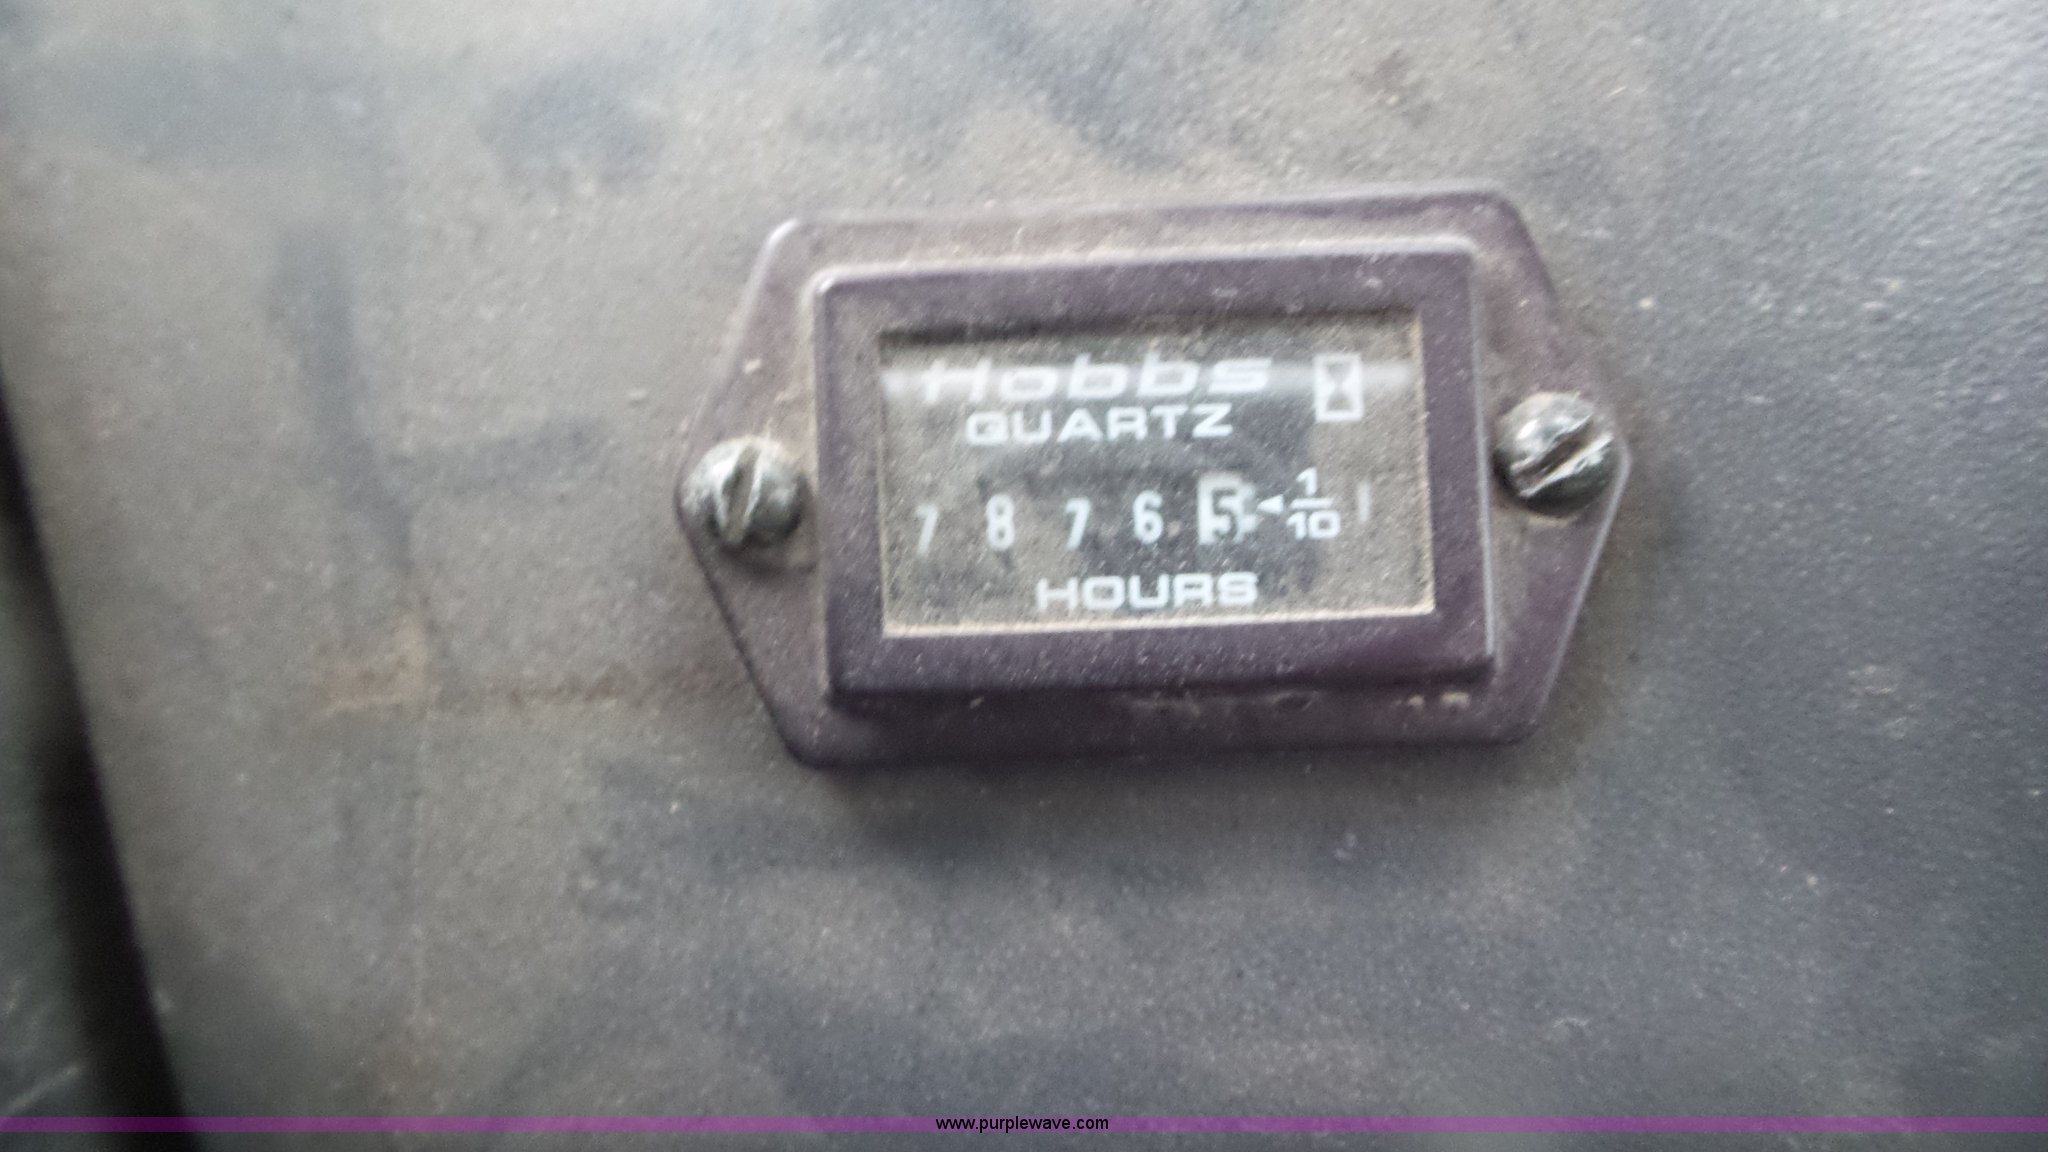 Hobbs
QUARTZ
7 8 7 6 5 1/10
HOURS
www.purplewave.com